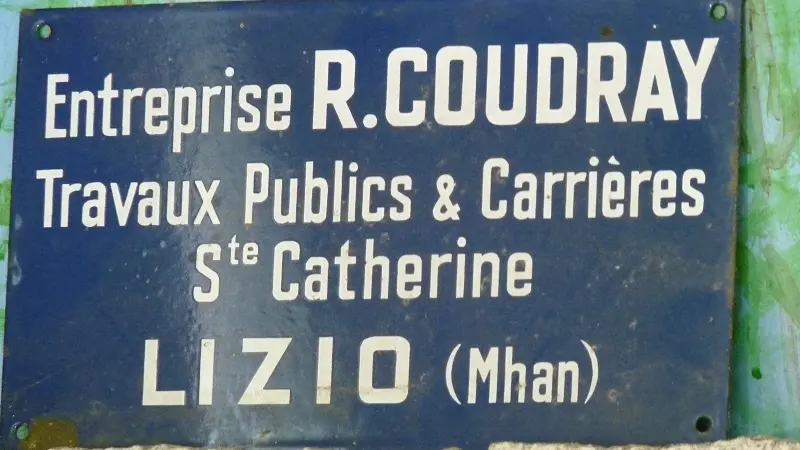 Entreprise R. COUDRAY
Travaux Publics & Carrières
Ste Catherine
LIZIO (Mhan)